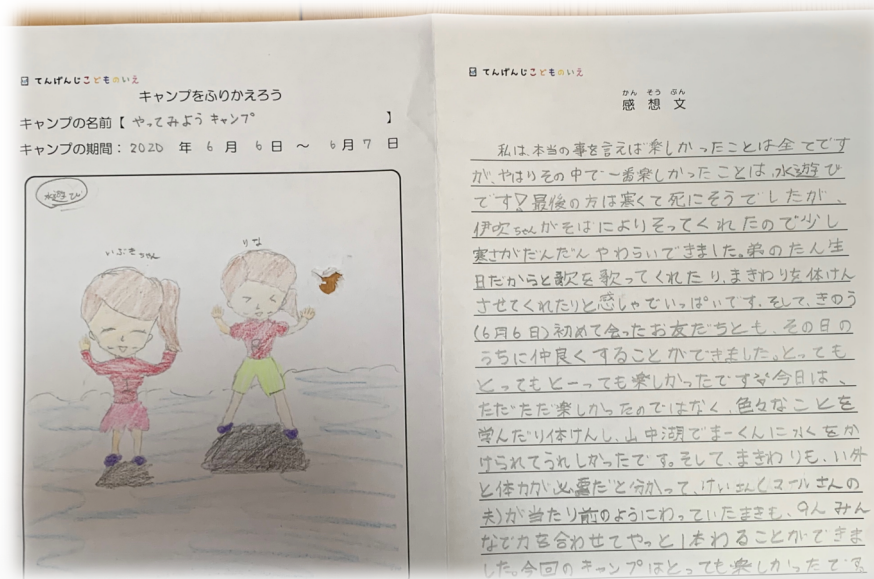 てんげんじこどものいえ
キャンプをふりかえろう
キャンプの名前【 やってみようキャンプ 】
キャンプの期間：2020 年 6 月 6 日 ～ 6 月 7 日
水遊び
いぶきちゃん
りな
てんげんじこどものいえ
かん そう ぶん
感 想 文
私は、本当の事を言えば楽しかったことは全てです
が、やはりその中で一番楽しかったことは、水遊び
です!最後の方は寒くて死にそうでしたが、
伊吹ちゃんがそばによりそってくれたので少し
寒さがだんだんやわらいできました。弟のたん生
日だからと歌を歌ってくれたり、まきわりを体けん
させてくれたりと感しゃでいっぱいです。そして、きのう
(6月6日)初めて会ったお友だちとも、その日の
うちに仲良くすることができました。とっても
とってもとーっても楽しかったです 今日は、
ただただ楽しかったのではなく、色々なことを
学んだり体けんし、山中湖でまーくんに水をか
けられてうれしかったです。そして、まきわりも、い外
と体力が必要だと分かって、けいさん(マールさんの
夫)が当たり前のようにわっていたまきも、9人みん
なで力を合わせてやっと1本わることができま
した。今回のキャンプはとっても楽しかったです